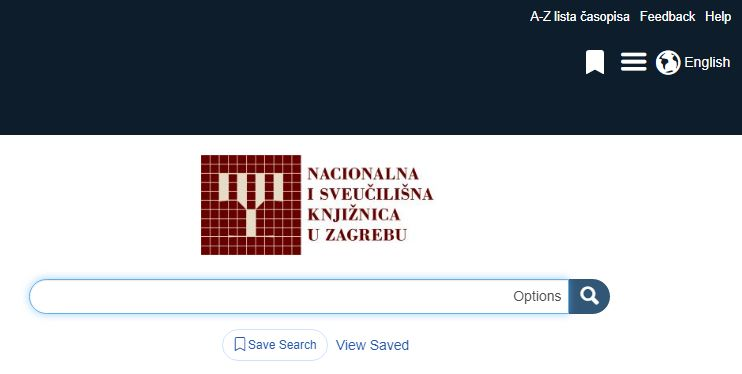 A-Z lista časopisa Feedback Help
English
NACIONALNA
I SVEUČILIŠNA
KNJIŽNICA
U ZAGREBU
Options
Save Search View Saved